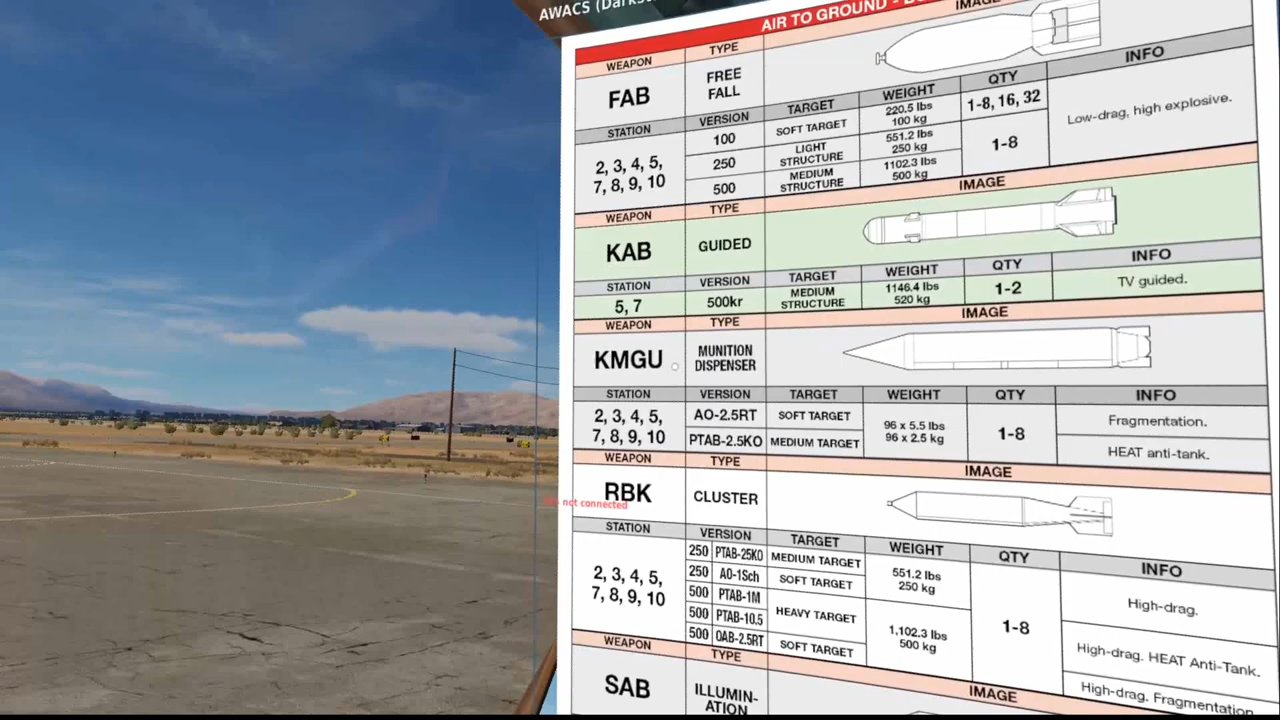 AWACS
AIR TO GROUND
WEAPON TYPE IMAGE
FAB FREE FALL
STATION VERSION TARGET WEIGHT QTY INFO
2, 3, 4, 5, 7, 8, 9, 10
100 SOFT TARGET 220.5 lbs 100 kg 1-8, 16, 32
250 LIGHT STRUCTURE 551.2 lbs 250 kg 1-8
500 MEDIUM STRUCTURE 1102.3 lbs 500 kg
Low-drag, high explosive.
WEAPON TYPE IMAGE
KAB GUIDED
STATION VERSION TARGET WEIGHT QTY INFO
5, 7 500kr MEDIUM STRUCTURE 1146.4 lbs 520 kg 1-2 TV guided.
WEAPON TYPE IMAGE
KMGU MUNITION DISPENSER
STATION VERSION TARGET WEIGHT QTY INFO
2, 3, 4, 5, 7, 8, 9, 10
AO-2.5RT SOFT TARGET 96 x 5.5 lbs 96 x 2.5 kg 1-8 Fragmentation.
PTAB-2.5KO MEDIUM TARGET HEAT anti-tank.
WEAPON TYPE IMAGE
RBK CLUSTER
not connected
STATION VERSION TARGET WEIGHT QTY INFO
2, 3, 4, 5, 7, 8, 9, 10
250 PTAB-25KO MEDIUM TARGET 551.2 lbs 250 kg 1-8 High-drag.
250 AO-1Sch SOFT TARGET
500 PTAB-1M HEAVY TARGET 1,102.3 lbs 500 kg High-drag. HEAT Anti-Tank.
500 PTAB-10.5
500 OAB-2.5RT SOFT TARGET High-drag. Fragmentation
WEAPON TYPE IMAGE
SAB ILLUMIN-
ATION